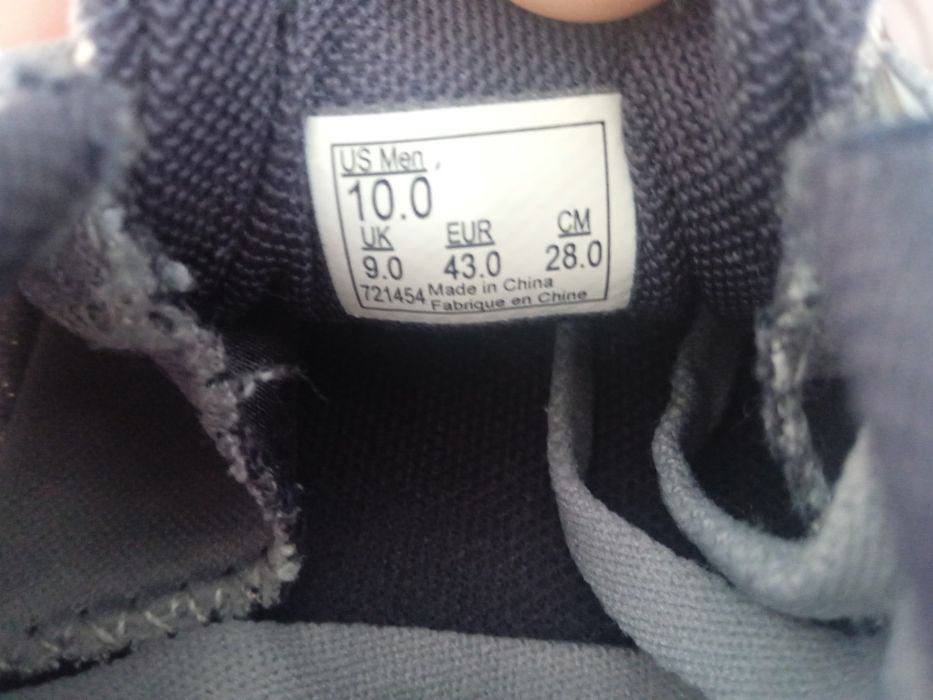 US Men
10.0
UK EUR CM
9.0 43.0 28.0
721454 Made in China
Fabrique en Chine